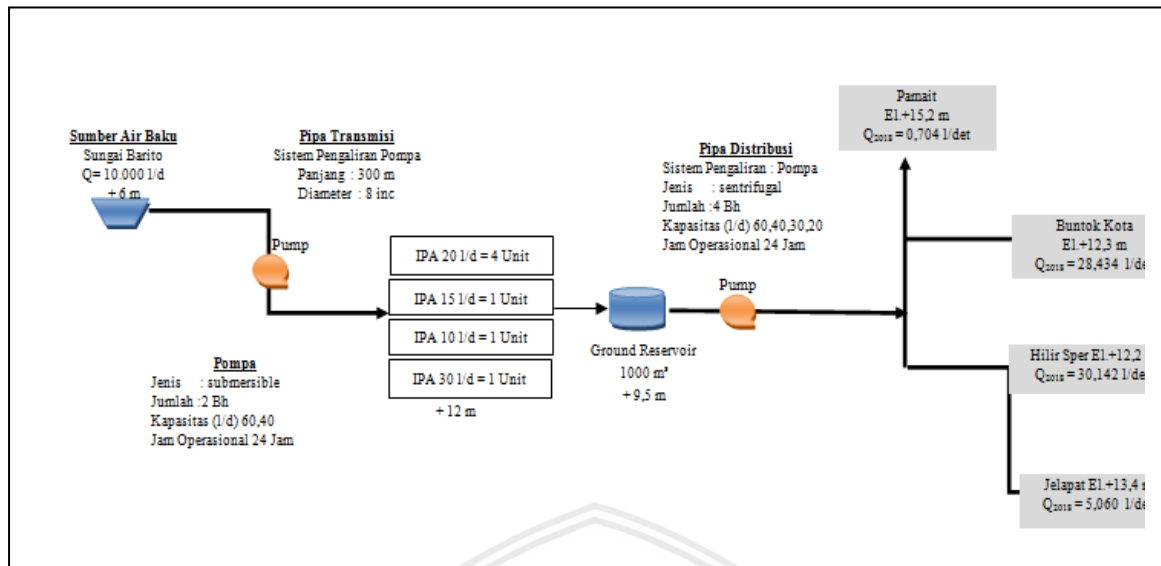 Sumber Air Baku
Sungai Barito
Q= 10.000 l/d
+ 6 m
Pipa Transmisi
Sistem Pengaliran Pompa
Panjang : 300 m
Diameter : 8 inc
Pump
Pompa
Jenis : submersible
Jumlah :2 Bh
Kapasitas (l/d) 60,40
Jam Operasional 24 Jam
IPA 20 l/d = 4 Unit
IPA 15 l/d = 1 Unit
IPA 10 l/d = 1 Unit
IPA 30 l/d = 1 Unit
+ 12 m
Ground Reservoir
1000 m³
+ 9,5 m
Pipa Distribusi
Sistem Pengaliran : Pompa
Jenis : sentrifugal
Jumlah :4 Bh
Kapasitas (l/d) 60,40,30,20
Jam Operasional 24 Jam
Pump
Pamait
El.+15,2 m
Q₂₀₁₈ = 0,704 l/det
Buntok Kota
El.+12,3 m
Q₂₀₁₈ = 28,434 l/de
Hilir Sper El.+12,2
Q₂₀₁₈ = 30,142 l/de
Jelapat El.+13,4
Q₂₀₁₈ = 5,060 l/de